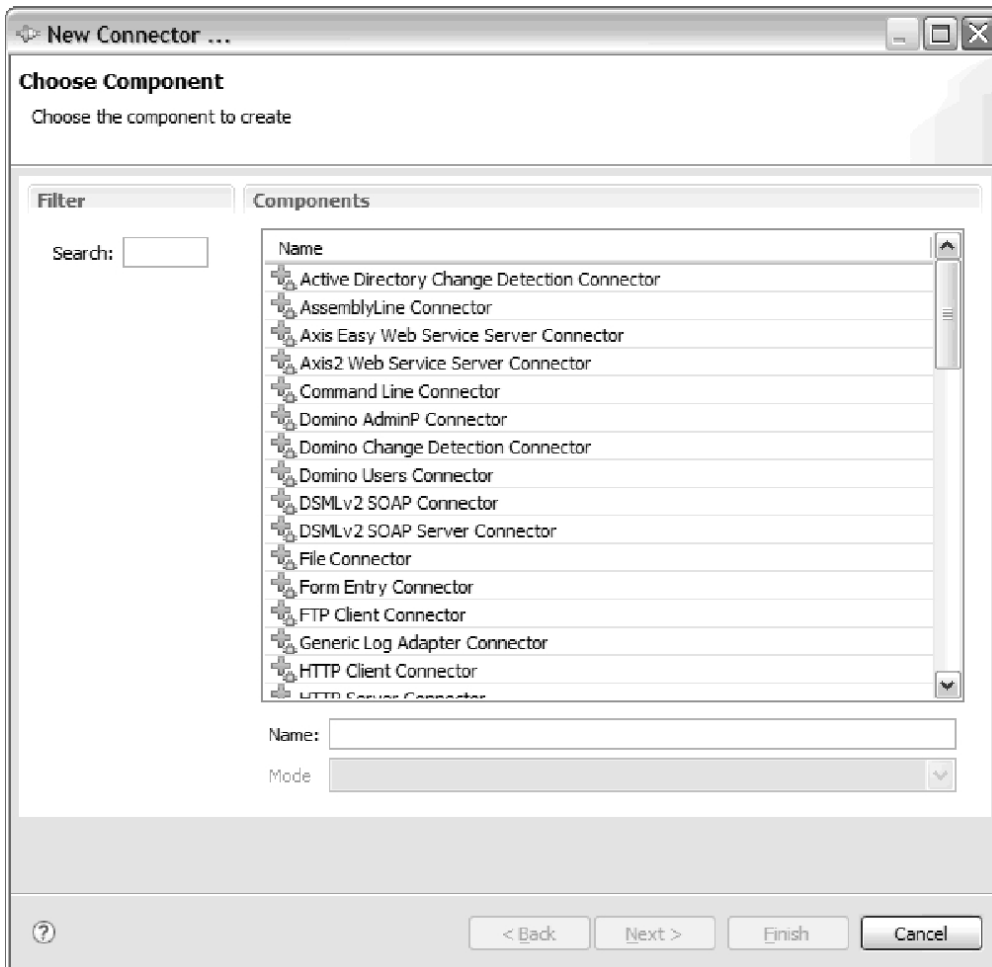 New Connector ...
Choose Component
Choose the component to create
Filter
Components
Search:
Name
Active Directory Change Detection Connector
AssemblyLine Connector
Axis Easy Web Service Server Connector
Axis2 Web Service Server Connector
Command Line Connector
Domino AdminP Connector
Domino Change Detection Connector
Domino Users Connector
DSMLv2 SOAP Connector
DSMLv2 SOAP Server Connector
File Connector
Form Entry Connector
FTP Client Connector
Generic Log Adapter Connector
HTTP Client Connector
HTTP Server Connector
Name:
Mode
?
< Back
Next >
Finish
Cancel